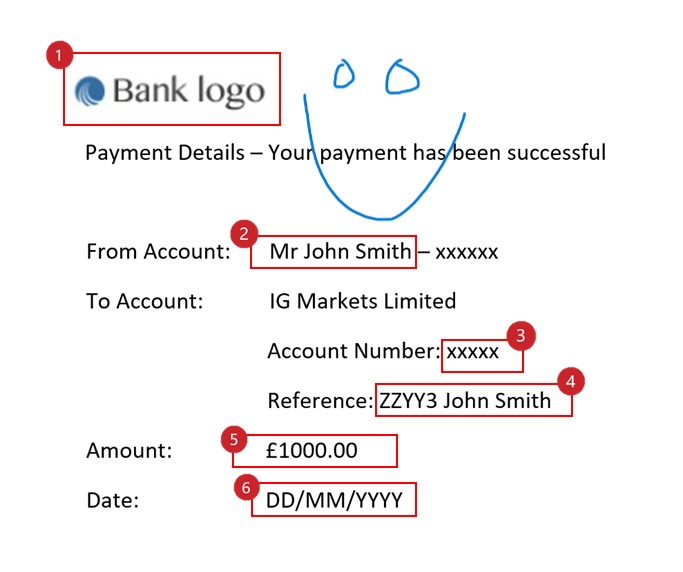 1
Bank logo
Payment Details – Your payment has been successful
2
From Account: Mr John Smith – xxxxxx
To Account: IG Markets Limited
3
Account Number: xxxxx
4
Reference: ZZYY3 John Smith
5
Amount: £1000.00
6
Date: DD/MM/YYYY